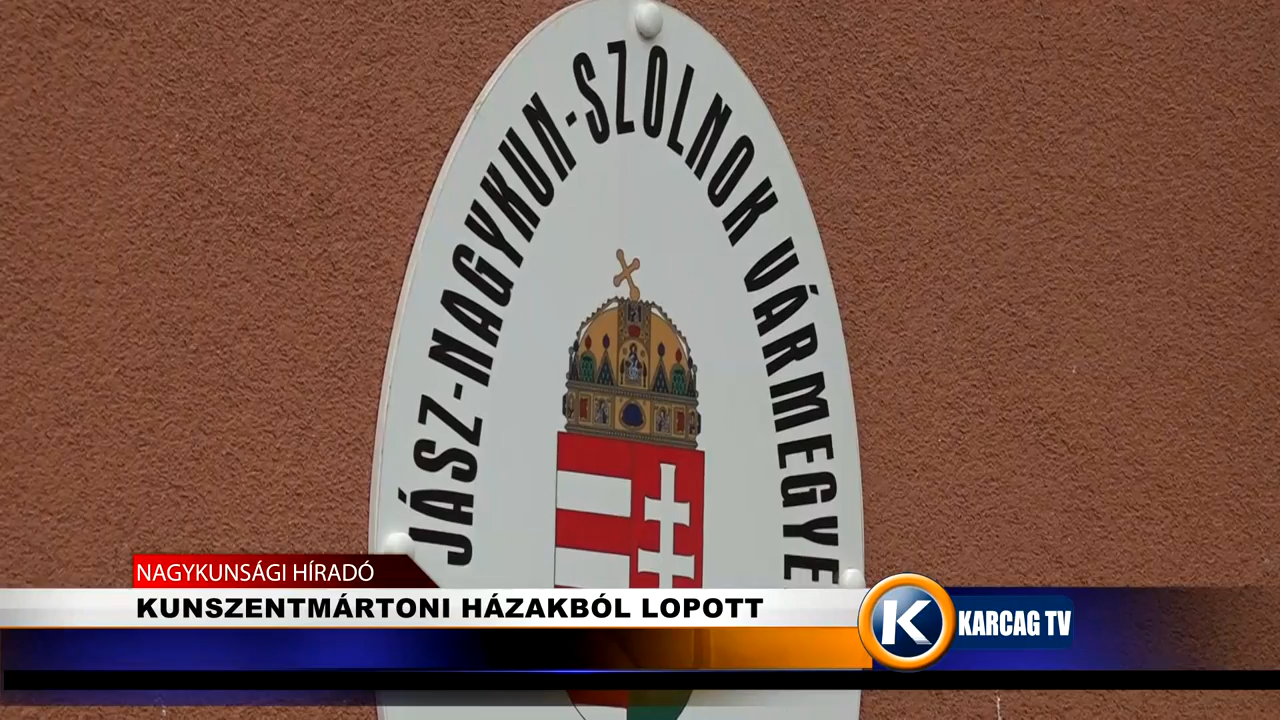 JÁSZ-NAGYKUN-SZOLNOK VÁRMEGYE
NAGYKUNSÁGI HÍRADÓ
KUNSZENTMÁRTONI HÁZAKBÓL LOPOTT
K KARCAG TV